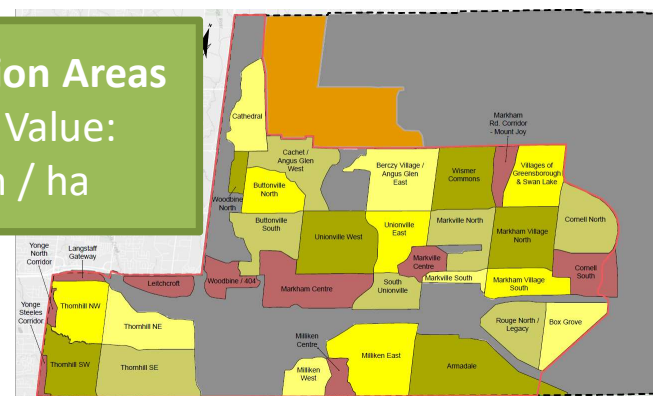 ion Areas
Value:
/ ha
Cathedral
Markham
Rd. Corridor
- Mount Joy
Cachet /
Angus Glen
West
Berczy Village /
Angus Glen
East
Wismer
Commons
Villages of
Greensborough
& Swan Lake
Buttonville
North
Woodbine
North
Buttonville
South
Unionville West
Unionville
East
Markville North
Markham Village
North
Cornell North
Yonge
North
Corridor
Langstaff
Gateway
Leitchcroft
Woodbine / 404
Markham Centre
Markville
Centre
South
Unionville
Markville South
Markham Village
South
Cornell
South
Yonge
Steeles
Corridor
Thornhill NW
Thornhill NE
Rouge North /
Legacy
Box Grove
Milliken
Centre
Thornhill SW
Thornhill SE
Milliken
West
Milliken East
Armadale